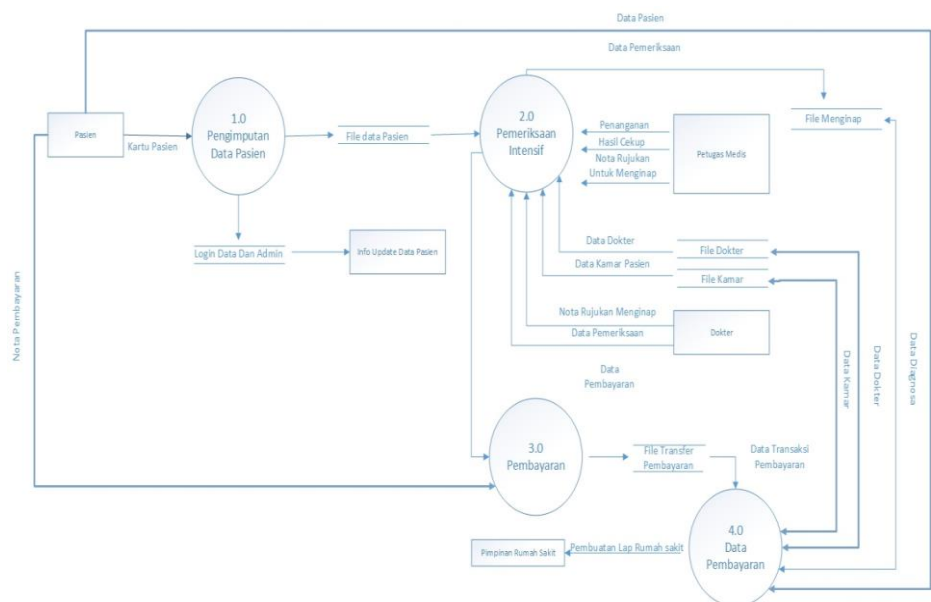 Data Pasien
Data Pemeriksaan
Pasien
Kartu Pasien
1.0
Pengimputan
Data Pasien
File data Pasien
2.0
Pemeriksaan
Intensif
Penanganan
Hasil Cekup
Nota Rujukan
Untuk Menginap
Petugas Medis
File Menginap
Login Data Dan Admin
Info Update Data Pasien
Data Dokter
File Dokter
Data Kamar Pasien
File Kamar
Nota Rujukan Menginap
Data Pemeriksaan
Dokter
Nota Pembayaran
Data Kamar
Data Dokter
Data Diagnosa
Data
Pembayaran
3.0
Pembayaran
File Transfer
Pembayaran
Data Transaksi
Pembayaran
4.0
Data
Pembayaran
Pembuatan Lap Rumah sakit
Pimpinan Rumah Sakit